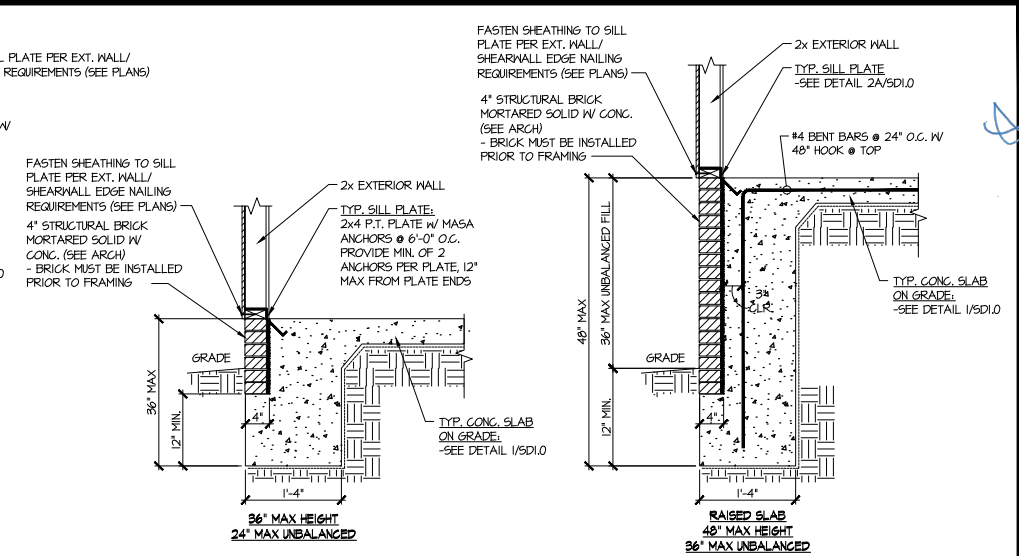 L PLATE PER EXT. WALL/
REQUIREMENTS (SEE PLANS)
W/
FASTEN SHEATHING TO SILL
PLATE PER EXT. WALL/
SHEARWALL EDGE NAILING
REQUIREMENTS (SEE PLANS)
4" STRUCTURAL BRICK
MORTARED SOLID W/
CONC. (SEE ARCH)
- BRICK MUST BE INSTALLED
PRIOR TO FRAMING
2x EXTERIOR WALL
TYP. SILL PLATE:
2x4 P.T. PLATE W/ MASA
ANCHORS @ 6'-0" O.C.
PROVIDE MIN. OF 2
ANCHORS PER PLATE, 12"
MAX FROM PLATE ENDS
GRADE
36" MAX
12" MIN.
4"
TYP. CONC. SLAB
ON GRADE:
-SEE DETAIL 1/SD1.0
1'-4"
36" MAX HEIGHT
24" MAX UNBALANCED
FASTEN SHEATHING TO SILL
PLATE PER EXT. WALL/
SHEARWALL EDGE NAILING
REQUIREMENTS (SEE PLANS)
4" STRUCTURAL BRICK
MORTARED SOLID W/ CONC.
(SEE ARCH)
- BRICK MUST BE INSTALLED
PRIOR TO FRAMING
2x EXTERIOR WALL
TYP. SILL PLATE
-SEE DETAIL 2A/SD1.0
#4 BENT BARS @ 24" O.C. W/
48" HOOK @ TOP
48" MAX
36" MAX UNBALANCED FILL
12" MIN.
GRADE
3"
CLR.
4"
TYP. CONC. SLAB
ON GRADE:
-SEE DETAIL 1/SD1.0
1'-4"
RAISED SLAB
48" MAX HEIGHT
36" MAX UNBALANCED